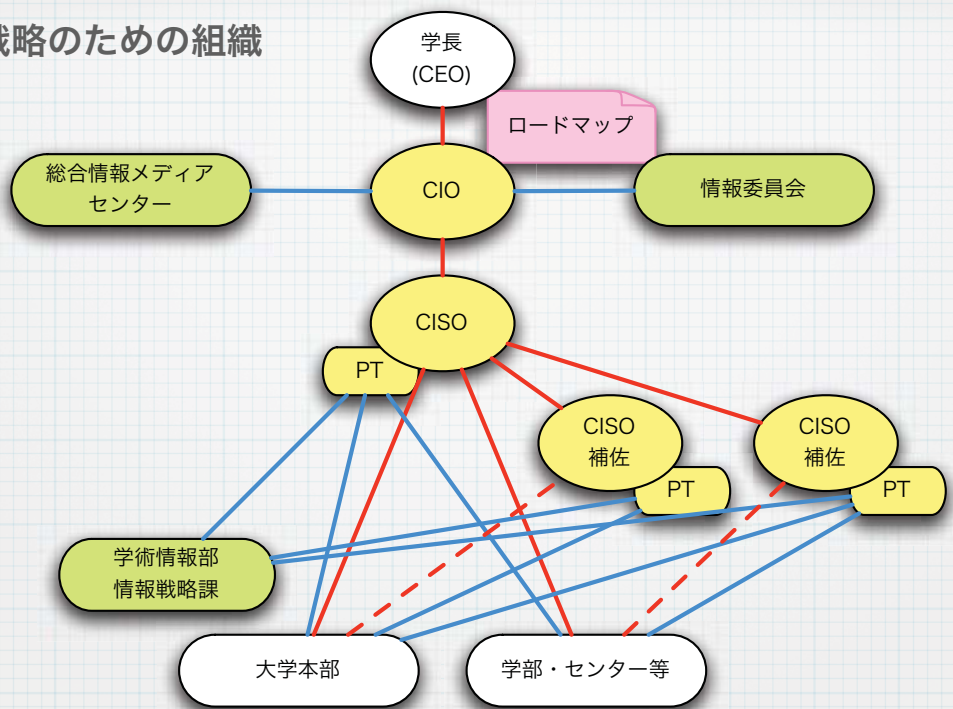 戦略のための組織
学長
(CEO)
ロードマップ
総合情報メディア
センター
CIO
情報委員会
CISO
PT
CISO
補佐
CISO
補佐
PT
PT
学術情報部
情報戦略課
大学本部
学部・センター等